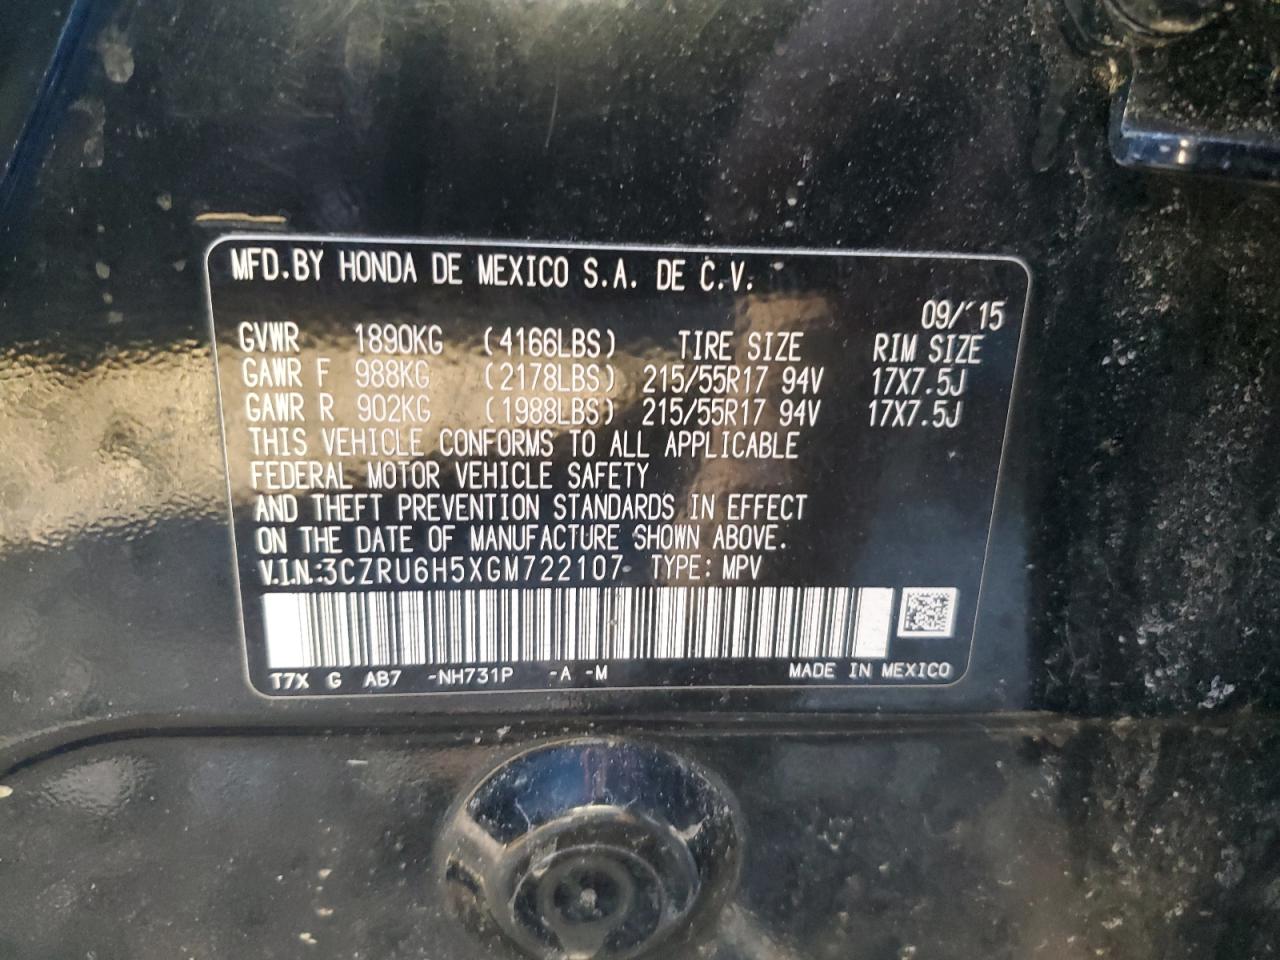 MFD.BY HONDA DE MEXICO S.A. DE C.V.
09/´15
GVWR 1890KG (4166LBS) TIRE SIZE RIM SIZE
GAWR F 988KG (2178LBS) 215/55R17 94V 17X7.5J
GAWR R 902KG (1988LBS) 215/55R17 94V 17X7.5J
THIS VEHICLE CONFORMS TO ALL APPLICABLE
FEDERAL MOTOR VEHICLE SAFETY
AND THEFT PREVENTION STANDARDS IN EFFECT
ON THE DATE OF MANUFACTURE SHOWN ABOVE.
V.I.N:3CZRU6H5XGM722107 TYPE: MPV
T7X G AB7 -NH731P -A -M MADE IN MEXICO